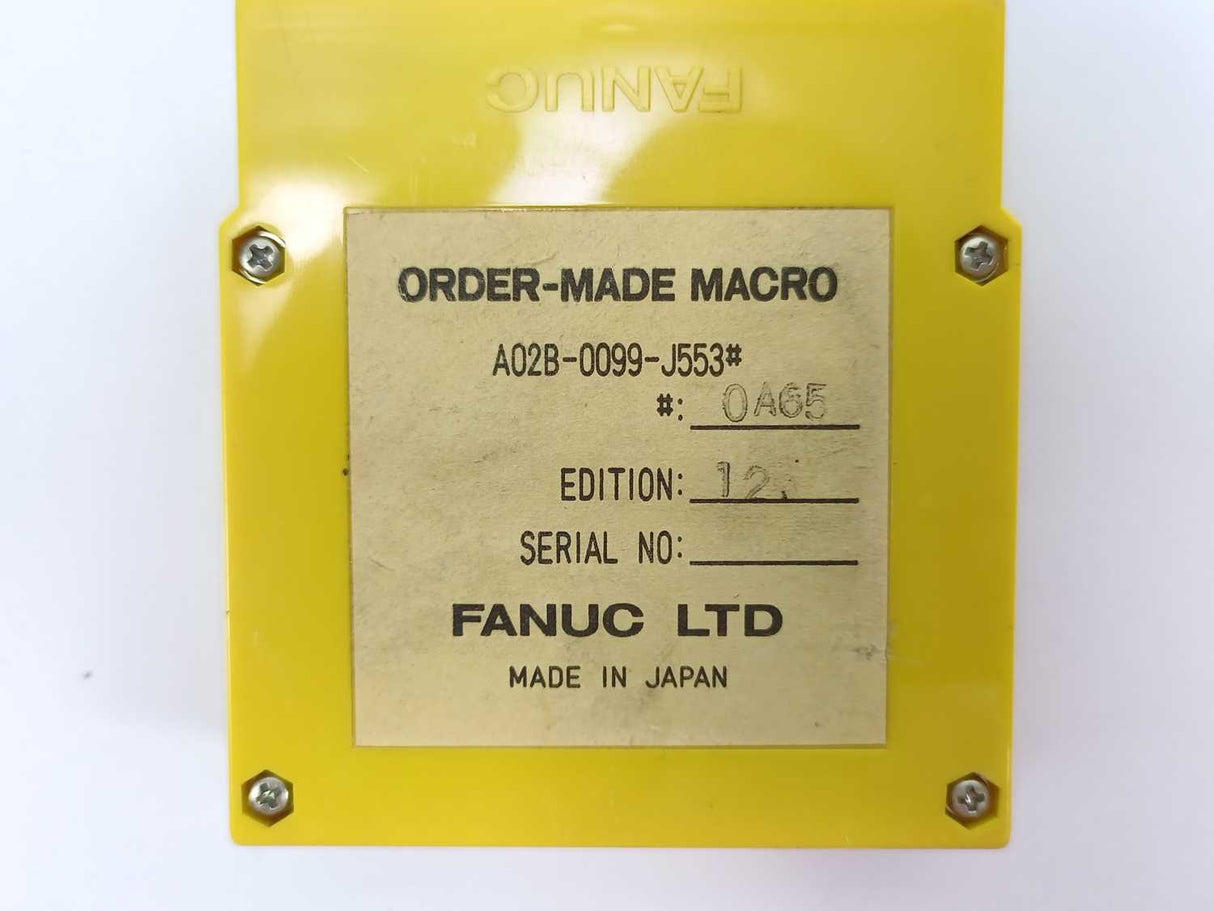 FANUC
ORDER-MADE MACRO
A02B-0099-J553#
#: 0A65
EDITION: 12.
SERIAL NO:
FANUC LTD
MADE IN JAPAN